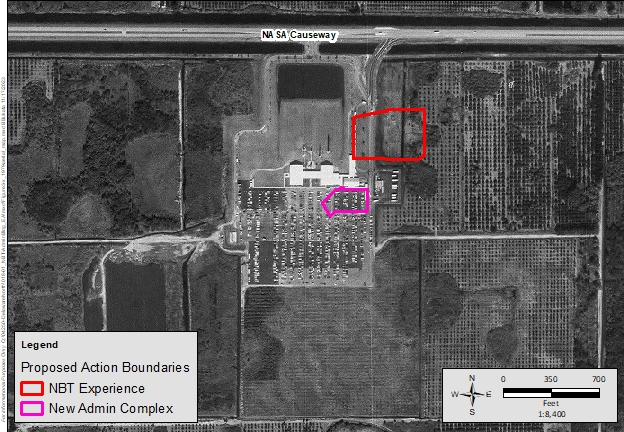 NASA Causeway
Legend
Proposed Action Boundaries
NBT Experience
New Admin Complex
N
W E
S
0 350 700
Feet
1:8,400